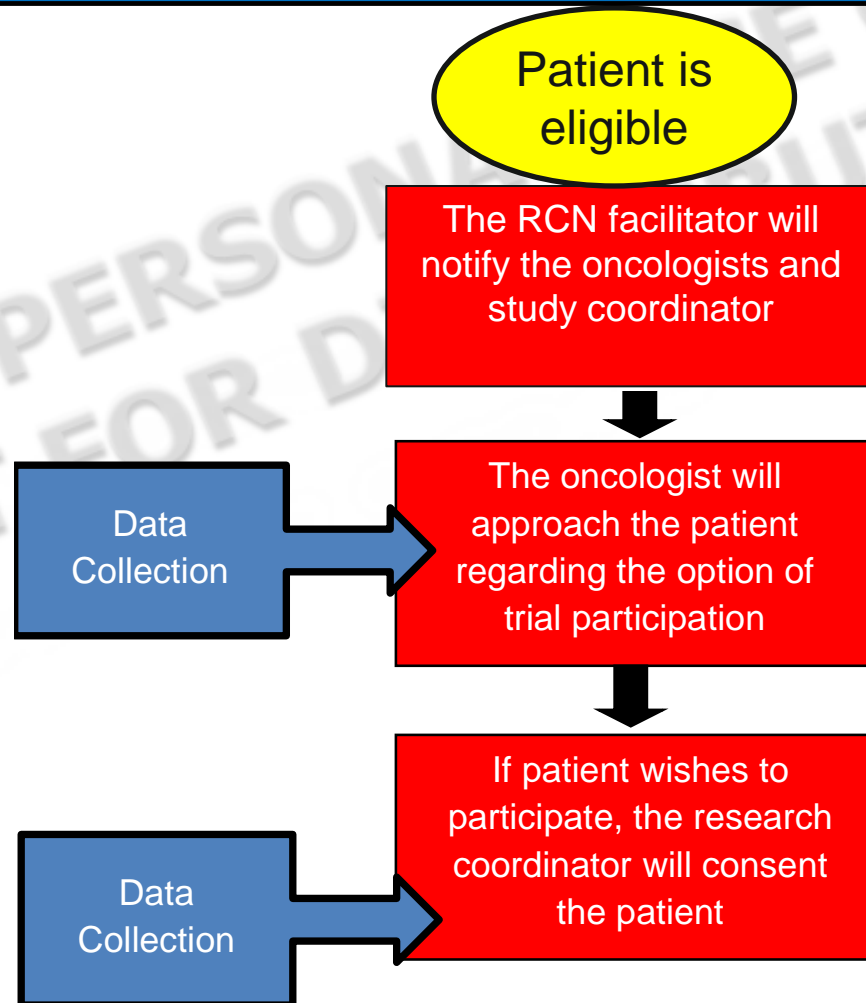 Patient is
eligible
The RCN facilitator will
notify the oncologists and
study coordinator
Data
Collection
The oncologist will
approach the patient
regarding the option of
trial participation
Data
Collection
If patient wishes to
participate, the research
coordinator will consent
the patient